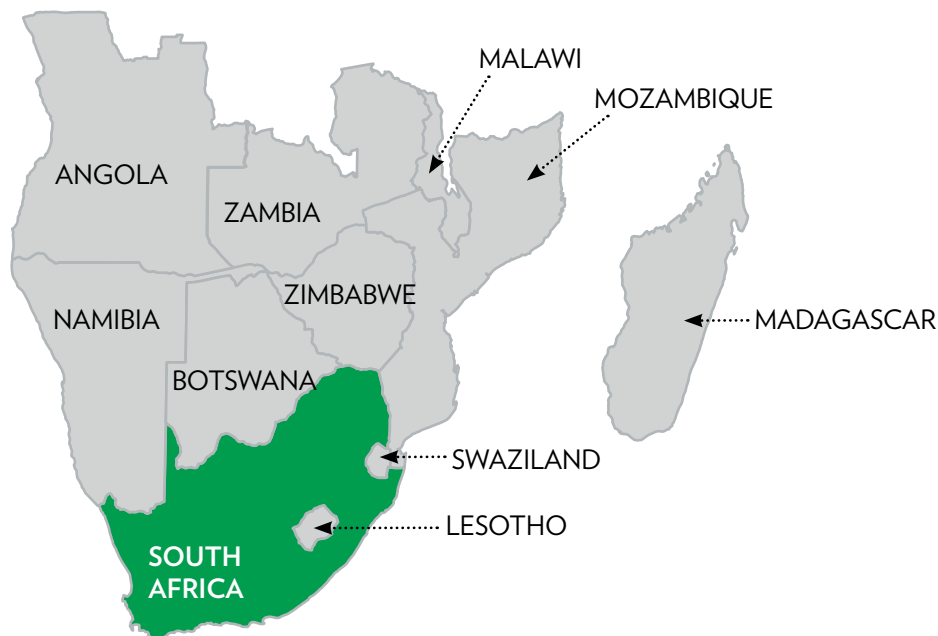 MALAWI
MOZAMBIQUE
ANGOLA
ZAMBIA
ZIMBABWE
NAMIBIA
MADAGASCAR
BOTSWANA
SWAZILAND
LESOTHO
SOUTH
AFRICA